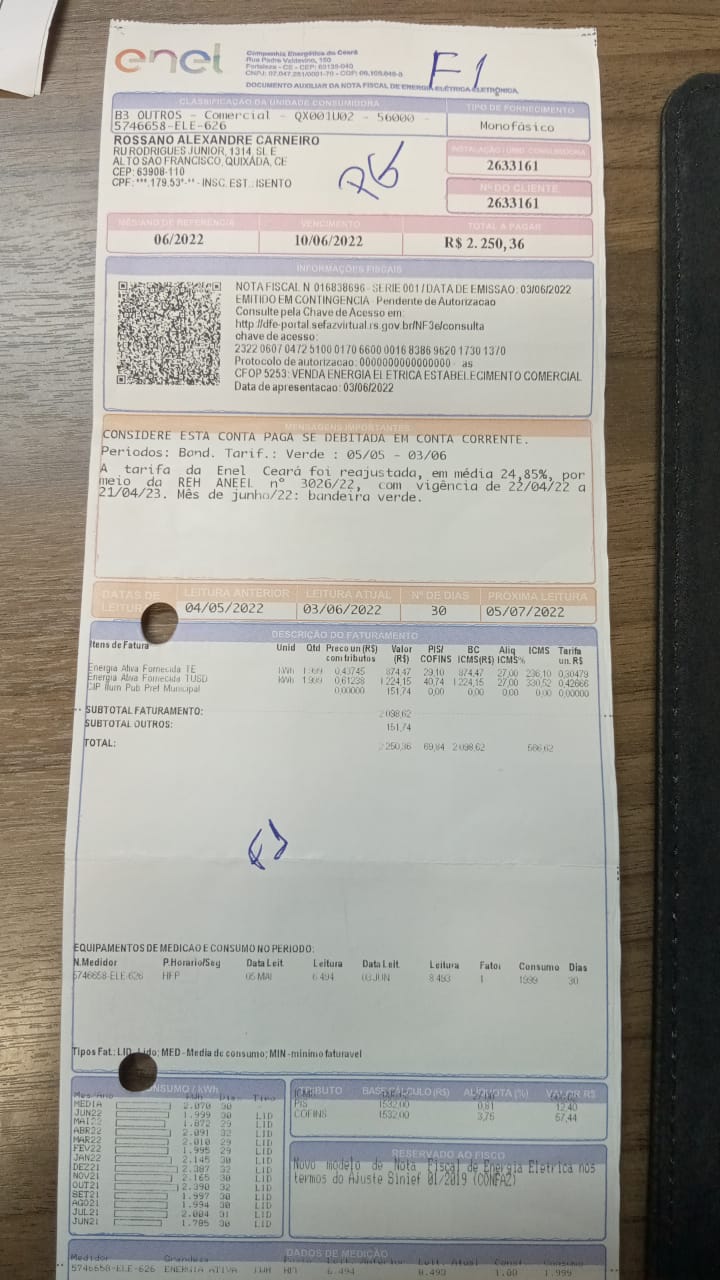 enel
Companhia Energética do Ceará
Rua Padre Valdevino, 150
Fortaleza - CE - CEP: 60135-040
CNPJ: 07.047.251/0001-70 - CGF: 06.105.848-3
DOCUMENTO AUXILIAR DA NOTA FISCAL DE ENERGIA ELÉTRICA ELETRÔNICA
F1
CLASSIFICAÇÃO DA UNIDADE CONSUMIDORA
B3 OUTROS - Comercial - QX001U02 - 56000 -
5746658-ELE-626
TIPO DE FORNECIMENTO
Monofásico
ROSSANO ALEXANDRE CARNEIRO
RU RODRIGUES JUNIOR, 1314, SL E
ALTO SAO FRANCISCO, QUIXADA, CE
CEP: 63908-110
CPF: ***.179.53*-** - INSC. EST.: ISENTO
PG
2633161
Nº DO CLIENTE
2633161
MÊS/ANO DE REFERÊNCIA VENCIMENTO TOTAL A PAGAR
06/2022 10/06/2022 R$ 2.250,36
INFORMAÇÕES FISCAIS
NOTA FISCAL N 016838696 - SERIE 001 / DATA DE EMISSAO: 03/06/2022
EMITIDO EM CONTINGENCIA - Pendente de Autorizacao
Consulte pela Chave de Acesso em:
http://dfe-portal.sefazvirtual.rs.gov.br/NF3e/consulta
chave de acesso:
2322 0607 0472 5100 0170 6600 0016 8386 9620 1730 1370
Protocolo de autorizacao: 0000000000000000 as
CFOP 5253: VENDA ENERGIA ELETRICA ESTABELECIMENTO COMERCIAL
Data de apresentacao: 03/06/2022
MENSAGENS IMPORTANTES
CONSIDERE ESTA CONTA PAGA SE DEBITADA EM CONTA CORRENTE.
Periodos: Band. Tarif.: Verde : 05/05 - 03/06
A tarifa da Enel Ceará foi reajustada, em média 24,85%, por
meio da REH ANEEL nº 3026/22, com vigência de 22/04/22 a
21/04/23. Mês de junho/22: bandeira verde.
DATAS DE LEITURA LEITURA ANTERIOR LEITURA ATUAL Nº DE DIAS PRÓXIMA LEITURA
04/05/2022 03/06/2022 30 05/07/2022
DESCRIÇÃO DO FATURAMENTO
Itens de Fatura Unid Qtd Preco un (R$) com tributos Valor (R$) PIS/ COFINS BC ICMS(R$) Aliq ICMS% ICMS Tarifa un. R$
Energia Ativa Fornecida TE kWh 1.999 0,43745 874,47 29,10 874,47 27,00 236,10 0,30479
Energia Ativa Fornecida TUSD kWh 1.999 0,61238 1.224,15 40,74 1.224,15 27,00 330,52 0,42666
CIP Ilum Pub Pref Municipal 0,00000 151,74 0,00 0,00 0,00 0,00 0,00000
SUBTOTAL FATURAMENTO: 2.098,62
SUBTOTAL OUTROS: 151,74
TOTAL: 2.250,36 69,84 2.098,62 566,62
EQUIPAMENTOS DE MEDICAO E CONSUMO NO PERIODO:
N.Medidor P.Horario/Seg Data Leit. Leitura Data Leit. Leitura Fator Consumo Dias
5746658-ELE-626 HFP 05 MAI 6.494 03 JUN 8.493 1 1999 30
Tipos Fat.: LID - Lido; MED - Media de consumo; MIN - minimo faturavel
CONSUMO / kWh
Mes/Ano kWh Dias Tipo
MEDIA 2.070 30
JUN22 1.999 30 LID
MAI22 1.872 29 LID
ABR22 2.091 32 LID
MAR22 2.010 29 LID
FEV22 1.995 29 LID
JAN22 2.145 30 LID
DEZ21 2.387 32 LID
NOV21 2.165 30 LID
OUT21 2.390 32 LID
SET21 1.997 30 LID
AGO21 1.994 30 LID
JUL21 2.004 31 LID
JUN21 1.785 30 LID
TRIBUTO BASE CÁLCULO (R$) ALÍQUOTA (%) VALOR R$
ICMS
PIS 1532,00 0,81 12,40
COFINS 1532,00 3,75 57,44
RESERVADO AO FISCO
Novo modelo de Nota Fiscal de Energia Eletrica nos
termos do Ajuste Sinief 01/2019 (CONFAZ)
DADOS DE MEDIÇÃO
Medidor Grandeza Leit. Anterior Leit. Atual Const. Consumo
5746658-ELE-626 ENERGIA ATIVA KWH HFP 6.494 8.493 1.00 1.999